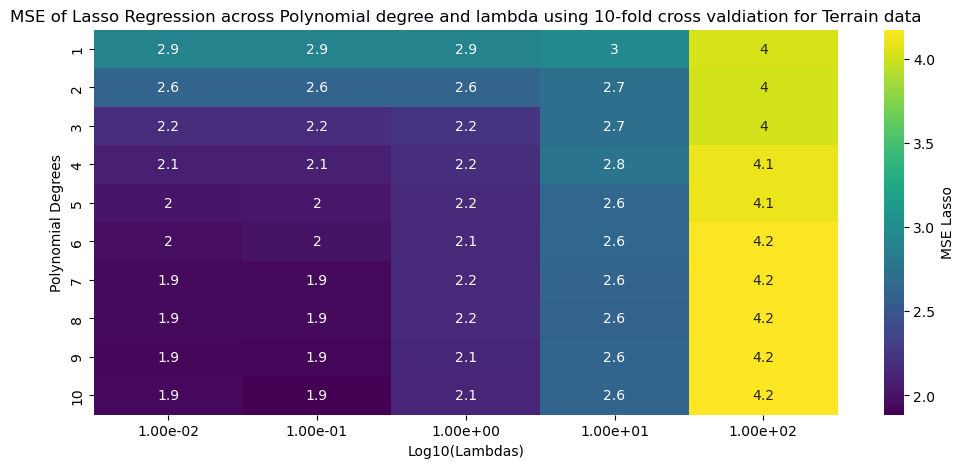 MSE of Lasso Regression across Polynomial degree and lambda using 10-fold cross valdiation for Terrain data
Polynomial Degrees
1 2.9 2.9 2.9 3 4
2 2.6 2.6 2.6 2.7 4
3 2.2 2.2 2.2 2.7 4
4 2.1 2.1 2.2 2.8 4.1
5 2 2 2.2 2.6 4.1
6 2 2 2.1 2.6 4.2
7 1.9 1.9 2.2 2.6 4.2
8 1.9 1.9 2.2 2.6 4.2
9 1.9 1.9 2.1 2.6 4.2
10 1.9 1.9 2.1 2.6 4.2
1.00e-02 1.00e-01 1.00e+00 1.00e+01 1.00e+02
Log10(Lambdas)
4.0
3.5
3.0
2.5
2.0
MSE Lasso